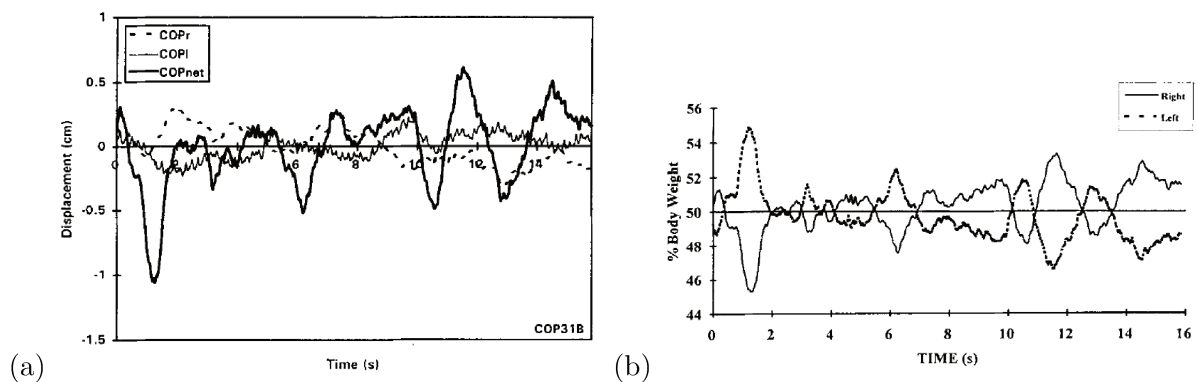 1
COPr
COPl
COPnet
0.5
0
-0.5
-1
-1.5
0 2 4 6 8 10 12 14
Displacement (cm)
Time (s)
COP31B
(a)
Right
Left
56
54
52
50
48
46
44
0 2 4 6 8 10 12 14 16
% Body Weight
TIME (s)
(b)